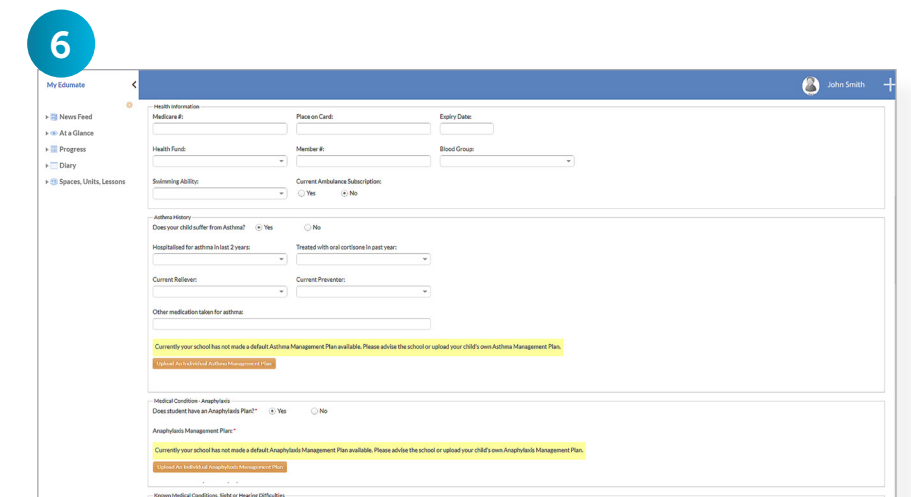 6
My Edumate
John Smith
News Feed
At a Glance
Progress
Diary
Spaces, Units, Lessons
Health Information
Medicare #: Place on Card: Expiry Date:
Health Fund: Member #: Blood Group:
Swimming Ability: Current Ambulance Subscription:
Yes No
Asthma History
Does your child suffer from Asthma? Yes No
Hospitalised for asthma in last 2 years: Treated with oral cortisone in past year:
Current Reliever: Current Preventer:
Other medication taken for asthma:
Currently your school has not made a default Asthma Management Plan available. Please advise the school or upload your child's own Asthma Management Plan.
Upload An Individual Asthma Management Plan
Medical Condition - Anaphylaxis
Does student have an Anaphylaxis Plan?* Yes No
Anaphylaxis Management Plan:*
Currently your school has not made a default Anaphylaxis Management Plan available. Please advise the school or upload your child's own Anaphylaxis Management Plan.
Upload An Individual Anaphylaxis Management Plan
Known Medical Conditions, Sight or Hearing Difficulties